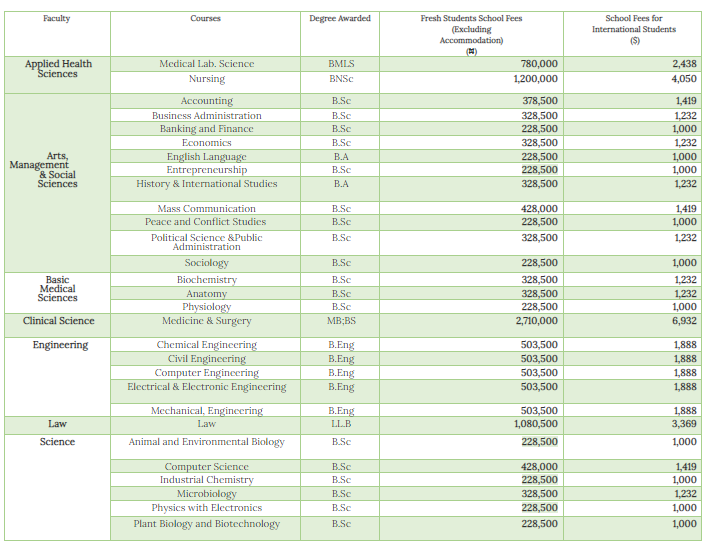 Faculty Courses Degree Awarded Fresh Students School Fees School Fees for
(Excluding International Students
Accommodation) ($)
(₦)
Applied Health Medical Lab. Science BMLS 780,000 2,438
Sciences
Nursing BNSc 1,200,000 4,050
Accounting B.Sc 378,500 1,419
Business Administration B.Sc 328,500 1,232
Banking and Finance B.Sc 228,500 1,000
Economics B.Sc 328,500 1,232
Arts, English Language B.A 228,500 1,000
Management Entrepreneurship B.Sc 228,500 1,000
& Social
Sciences History & International Studies B.A 328,500 1,232
Mass Communication B.Sc 428,000 1,419
Peace and Conflict Studies B.Sc 228,500 1,000
Political Science &Public B.Sc 328,500 1,232
Administration
Sociology B.Sc 228,500 1,000
Basic Biochemistry B.Sc 328,500 1,232
Medical Anatomy B.Sc 328,500 1,232
Sciences
Physiology B.Sc 228,500 1,000
Clinical Science Medicine & Surgery MB;BS 2,710,000 6,932
Engineering Chemical Engineering B.Eng 503,500 1,888
Civil Engineering B.Eng 503,500 1,888
Computer Engineering B.Eng 503,500 1,888
Electrical & Electronic Engineering B.Eng 503,500 1,888
Mechanical, Engineering B.Eng 503,500 1,888
Law Law LL.B 1,080,500 3,369
Science Animal and Environmental Biology B.Sc 228,500 1,000
Computer Science B.Sc 428,000 1,419
Industrial Chemistry B.Sc 228,500 1,000
Microbiology B.Sc 328,500 1,232
Physics with Electronics B.Sc 228,500 1,000
Plant Biology and Biotechnology B.Sc 228,500 1,000